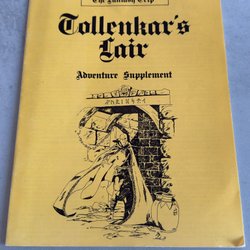 The Fantasy Trip
Tollenkar's
Lair
Adventure Supplement